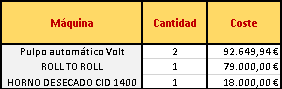 Máquina Cantidad Coste
Pulpo automático Volt 2 92.649,94 €
ROLL TO ROLL 1 79.000,00 €
HORNO DESECADO CID 1400 1 18.000,00 €